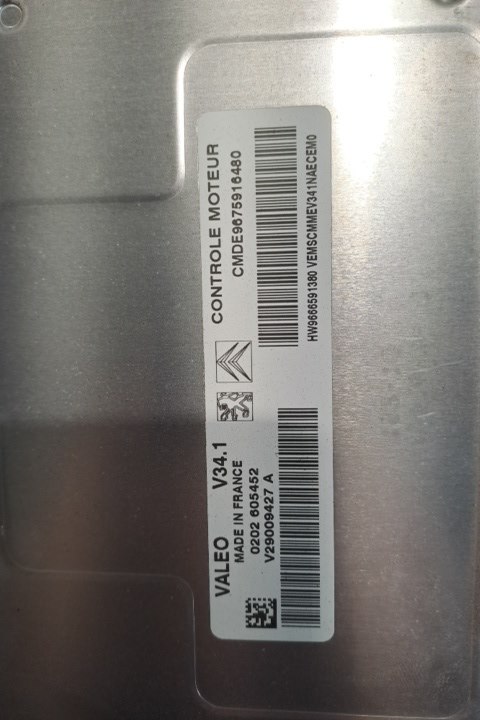 VALEO V34.1
MADE IN FRANCE
0202 605452
V29009427 A
CONTROLE MOTEUR
CMDE9675916480
HW9666591380 VEMSCMMEV341NAECEM0